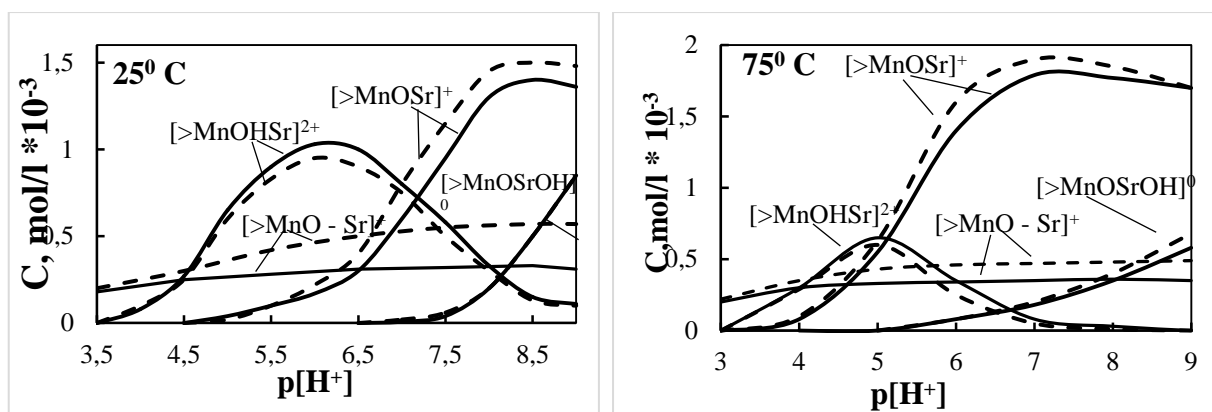 25⁰ C
C, mol/l *10⁻³
1,5
1
0,5
0
[>MnOSr]⁺
[>MnOHSr]²⁺
[>MnOSrOH]
0
[>MnO - Sr]⁺
3,5 4,5 5,5 6,5 7,5 8,5
p[H⁺]
75⁰ C
C,mol/l * 10⁻³
2
1,5
1
0,5
0
[>MnOSr]⁺
[>MnOSrOH]⁰
[>MnOHSr]²⁺
[>MnO - Sr]⁺
3 4 5 6 7 8 9
p[H⁺]